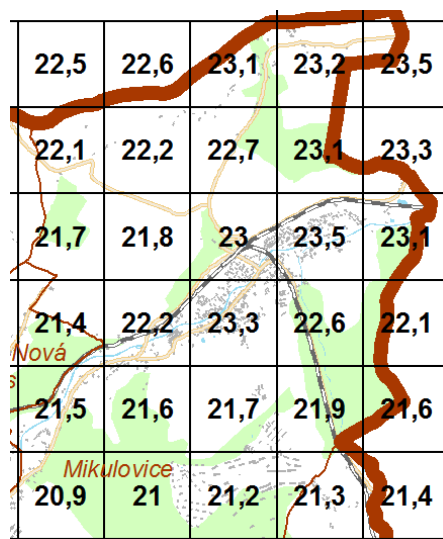 22,5 22,6 23,1 23,2 23,5
22,1 22,2 22,7 23,1 23,3
21,7 21,8 23 23,5 23,1
21,4 22,2 23,3 22,6 22,1
Nová
s
21,5 21,6 21,7 21,9 21,6
Mikulovice
20,9 21 21,2 21,3 21,4